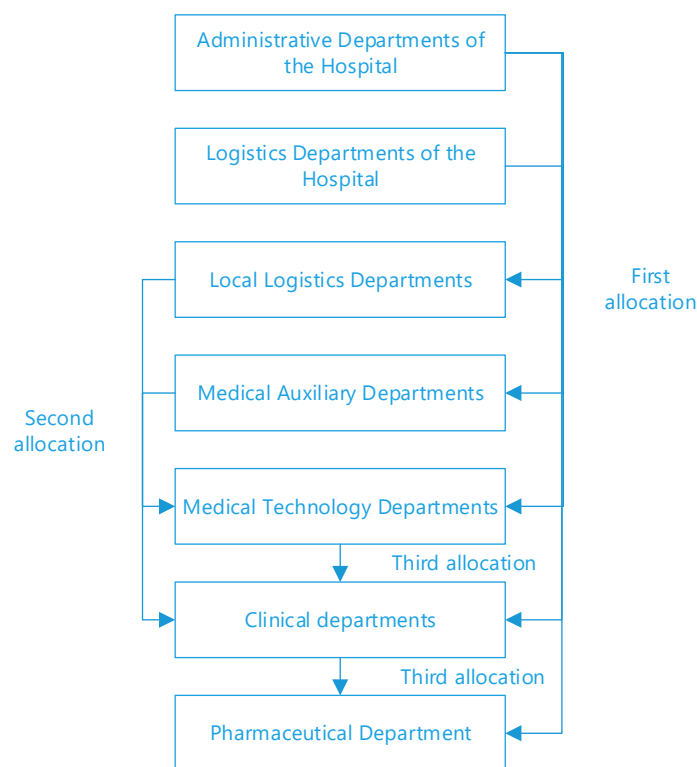 Administrative Departments of
the Hospital
Logistics Departments of the
Hospital
Local Logistics Departments
First
allocation
Medical Auxiliary Departments
Second
allocation
Medical Technology Departments
Third allocation
Clinical departments
Third allocation
Pharmaceutical Department